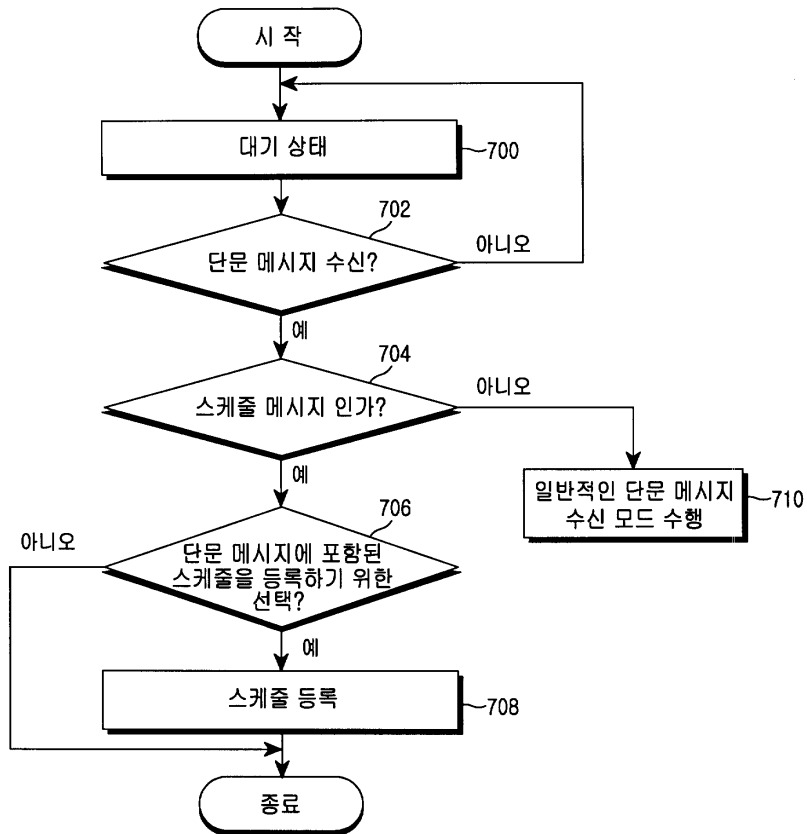 시 작
대기 상태
700
702
단문 메시지 수신?
아니오
예
704
스케줄 메시지 인가?
아니오
예
일반적인 단문 메시지
수신 모드 수행
710
706
아니오
단문 메시지에 포함된
스케줄을 등록하기 위한
선택?
예
스케줄 등록
708
종료